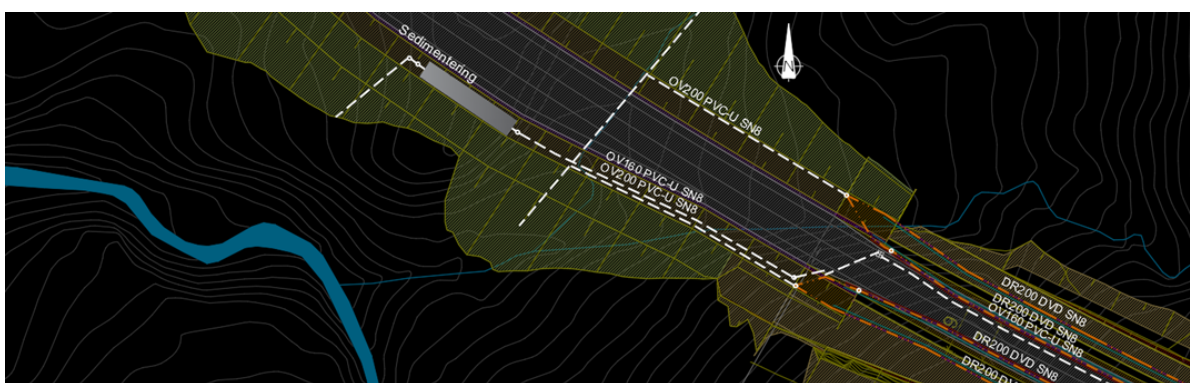 Sedimentering
N
OV200 PVC-U SN8
OV160 PVC-U SN8
OV200 PVC-U SN8
DR200 DVD SN8
DR200 DVD SN8
OV160 PVC-U SN8
DR200 DVD SN8
DR200 DVD